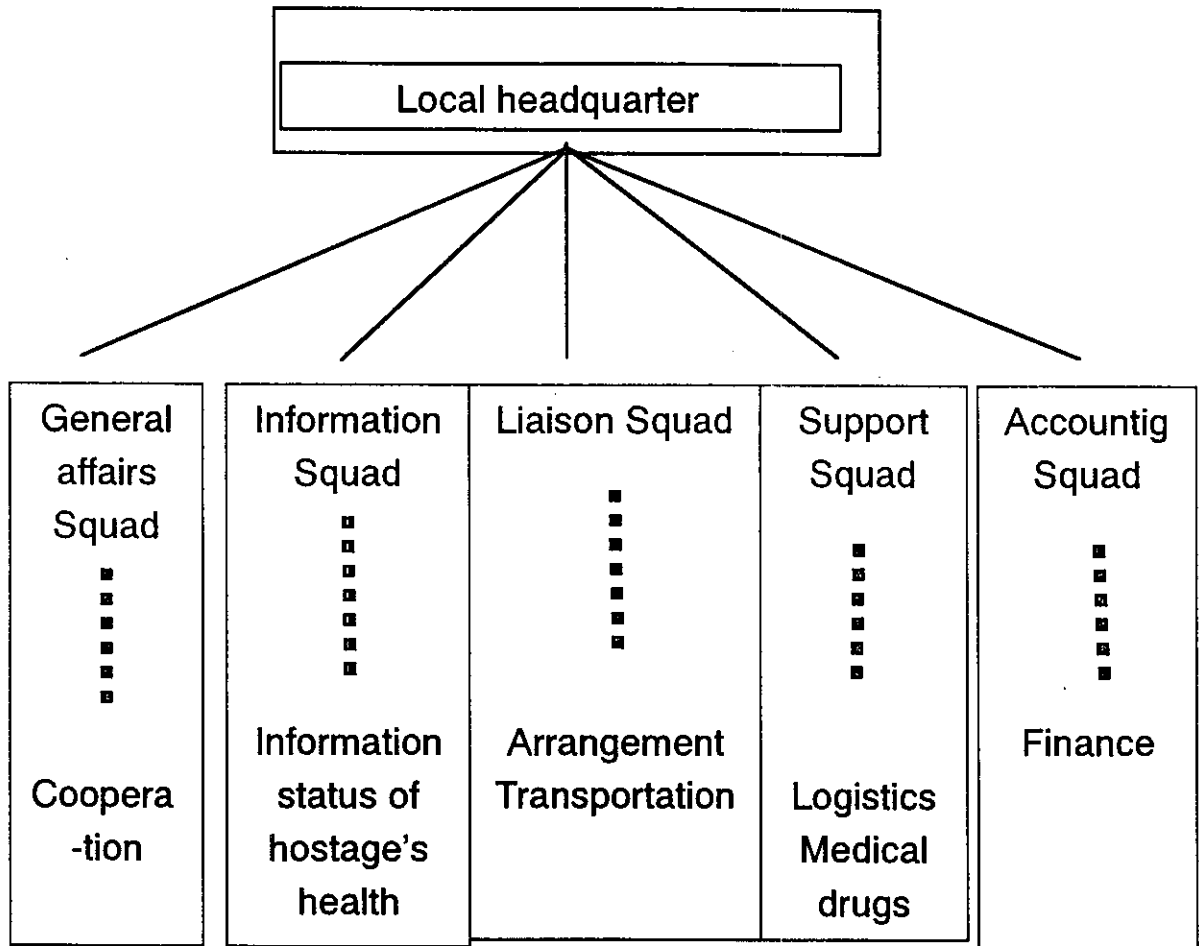 Local headquarter
General
affairs
Squad
Coopera
-tion
Information
Squad
Information
status of
hostage's
health
Liaison Squad
Arrangement
Transportation
Support
Squad
Logistics
Medical
drugs
Accountig
Squad
Finance